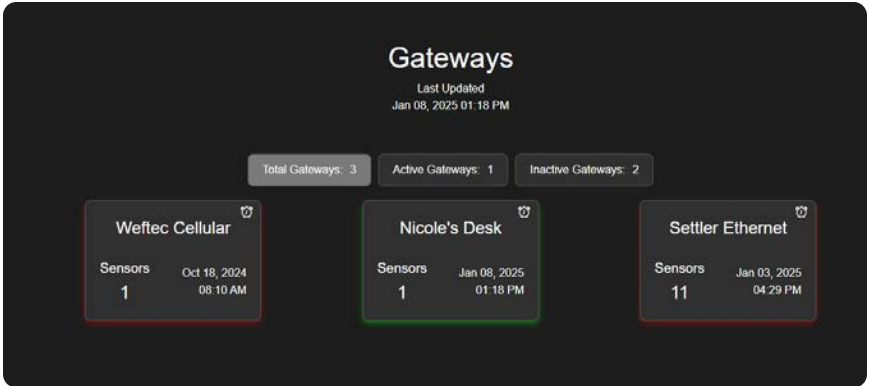 Gateways
Last Updated
Jan 08, 2025 01:18 PM
Total Gateways: 3
Active Gateways: 1
Inactive Gateways: 2
Weftec Cellular
Sensors
1
Oct 18, 2024
08:10 AM
Nicole's Desk
Sensors
1
Jan 08, 2025
01:18 PM
Settler Ethernet
Sensors
11
Jan 03, 2025
04:29 PM